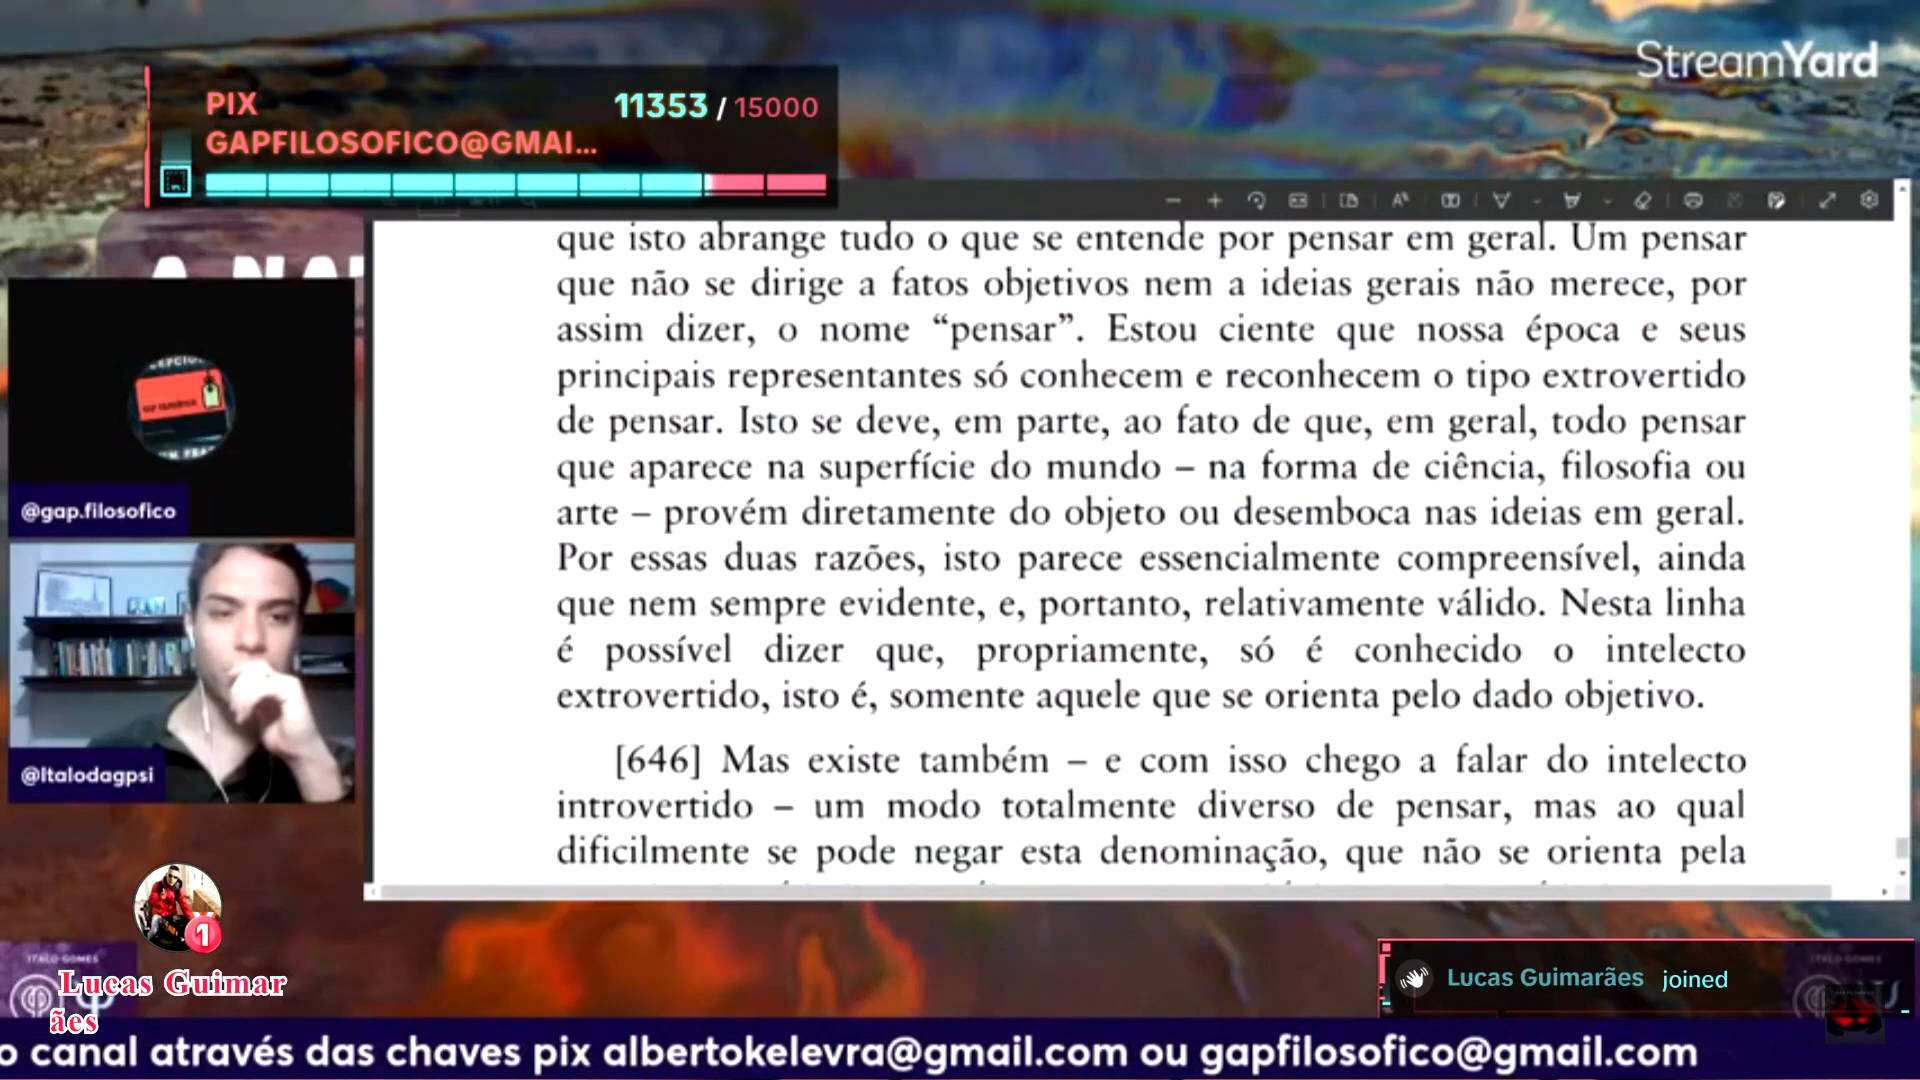 StreamYard
PIX
11353 / 15000
GAPFILOSOFICO@GMAI...
que isto abrange tudo o que se entende por pensar em geral. Um pensar
que não se dirige a fatos objetivos nem a ideias gerais não merece, por
assim dizer, o nome “pensar”. Estou ciente que nossa época e seus
principais representantes só conhecem e reconhecem o tipo extrovertido
de pensar. Isto se deve, em parte, ao fato de que, em geral, todo pensar
que aparece na superfície do mundo – na forma de ciência, filosofia ou
arte – provém diretamente do objeto ou desemboca nas ideias em geral.
Por essas duas razões, isto parece essencialmente compreensível, ainda
que nem sempre evidente, e, portanto, relativamente válido. Nesta linha
é possível dizer que, propriamente, só é conhecido o intelecto
extrovertido, isto é, somente aquele que se orienta pelo dado objetivo.
[646] Mas existe também – e com isso chego a falar do intelecto
introvertido – um modo totalmente diverso de pensar, mas ao qual
dificilmente se pode negar esta denominação, que não se orienta pela
@gap.filosofico
@Italodagpsi
1
ITALO GOMES
Lucas Guimar
ães
Lucas Guimarães joined
ITALO GOMES
o canal através das chaves pix albertokelevra@gmail.com ou gapfilosofico@gmail.com